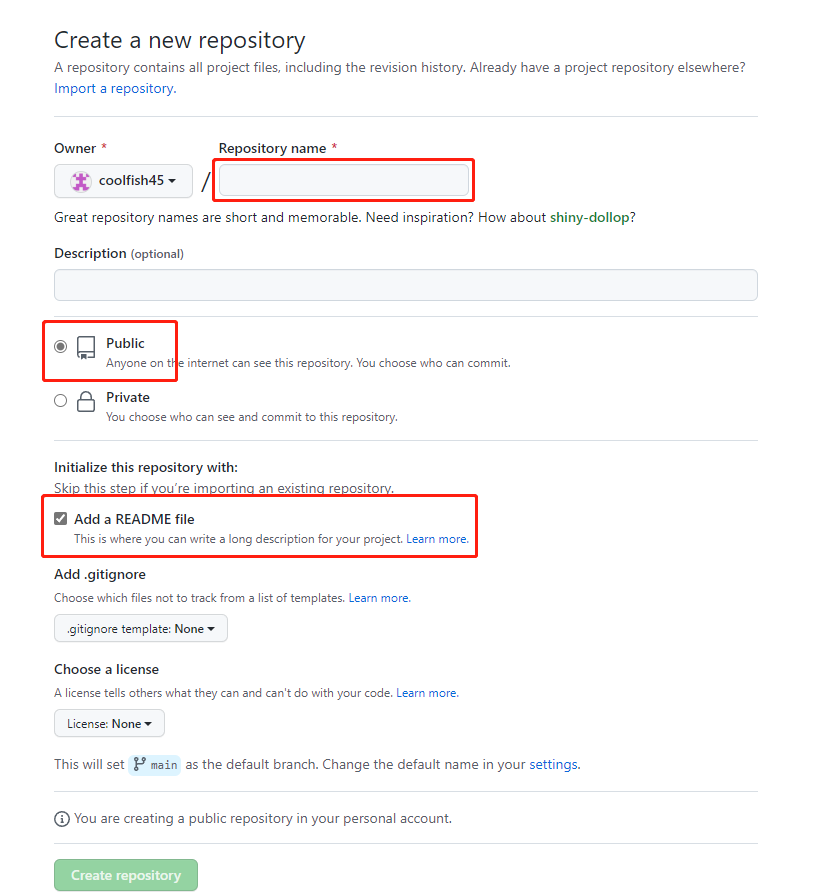 Create a new repository
A repository contains all project files, including the revision history. Already have a project repository elsewhere?
Import a repository.
Owner * Repository name *
coolfish45 /
Great repository names are short and memorable. Need inspiration? How about shiny-dollop?
Description (optional)
Public
Anyone on the internet can see this repository. You choose who can commit.
Private
You choose who can see and commit to this repository.
Initialize this repository with:
Skip this step if you're importing an existing repository.
Add a README file
This is where you can write a long description for your project. Learn more.
Add .gitignore
Choose which files not to track from a list of templates. Learn more.
.gitignore template: None
Choose a license
A license tells others what they can and can't do with your code. Learn more.
License: None
This will set main as the default branch. Change the default name in your settings.
You are creating a public repository in your personal account.
Create repository